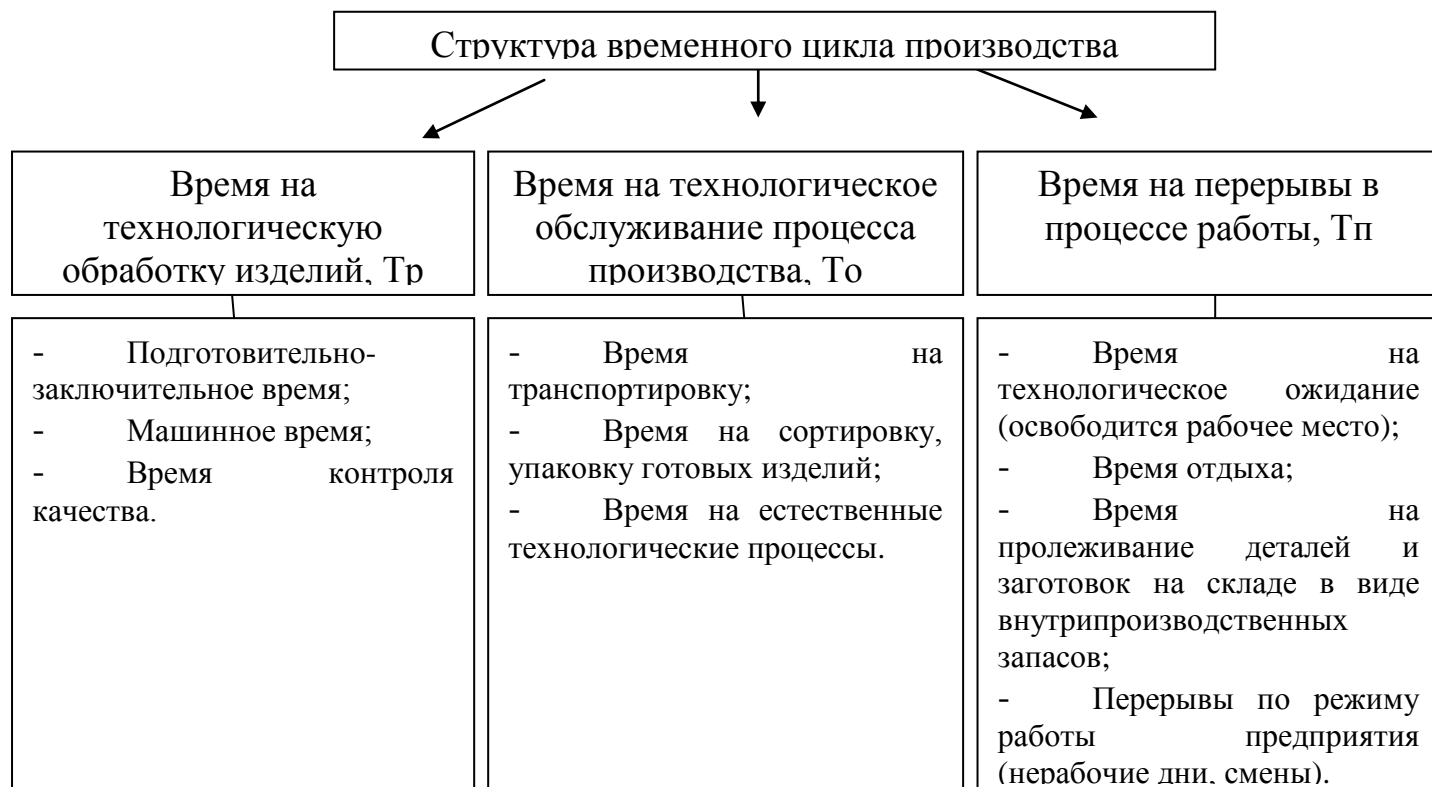 Структура временного цикла производства
Время на
технологическую
обработку изделий, Тр
Время на технологическое
обслуживание процесса
производства, То
Время на перерывы в
процессе работы, Тп
- Подготовительно-
заключительное время;
- Машинное время;
- Время контроля
качества.
- Время на
транспортировку;
- Время на сортировку,
упаковку готовых изделий;
- Время на естественные
технологические процессы.
- Время на
технологическое ожидание
(освободится рабочее место);
- Время отдыха;
- Время на
пролеживание деталей и
заготовок на складе в виде
внутрипроизводственных
запасов;
- Перерывы по режиму
работы предприятия
(нерабочие дни, смены).